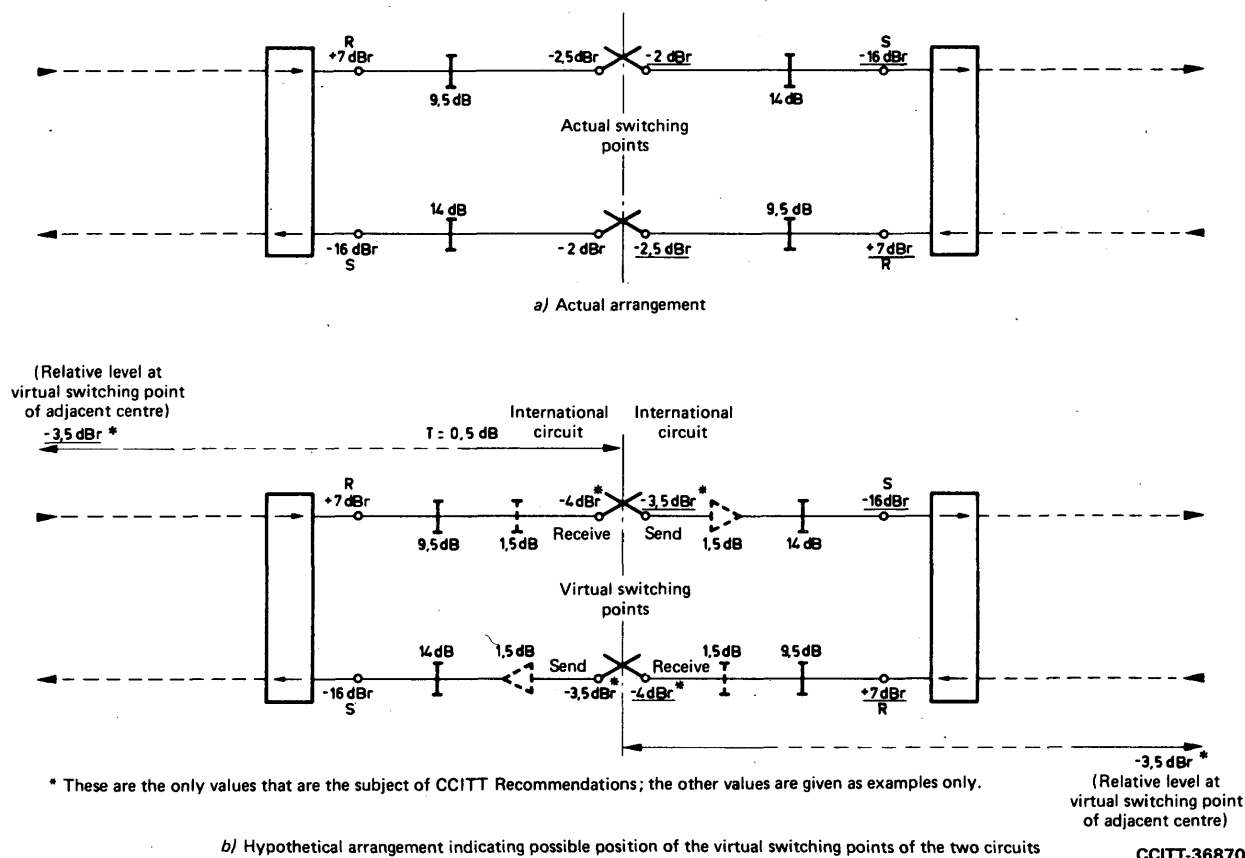 R
+7 dBr
9,5 dB
-2,5 dBr
-2 dBr
14 dB
S
-16 dBr
Actual switching
points
14 dB
-16 dBr
S
-2 dBr
-2,5 dBr
9,5 dB
+7 dBr
R
a) Actual arrangement
(Relative level at
virtual switching point
of adjacent centre)
-3,5 dBr *
T = 0,5 dB
International
circuit
International
circuit
R
+7 dBr
9,5 dB
1,5 dB
-4 dBr *
Receive
-3,5 dBr *
Send
1,5 dB
14 dB
S
-16 dBr
Virtual switching
points
14 dB
1,5 dB
Send
-3,5 dBr *
-16 dBr
S
Receive
-4 dBr *
1,5 dB
9,5 dB
+7 dBr
R
-3,5 dBr *
(Relative level at
virtual switching point
of adjacent centre)
* These are the only values that are the subject of CCITT Recommendations; the other values are given as examples only.
b) Hypothetical arrangement indicating possible position of the virtual switching points of the two circuits
CCITT-36870